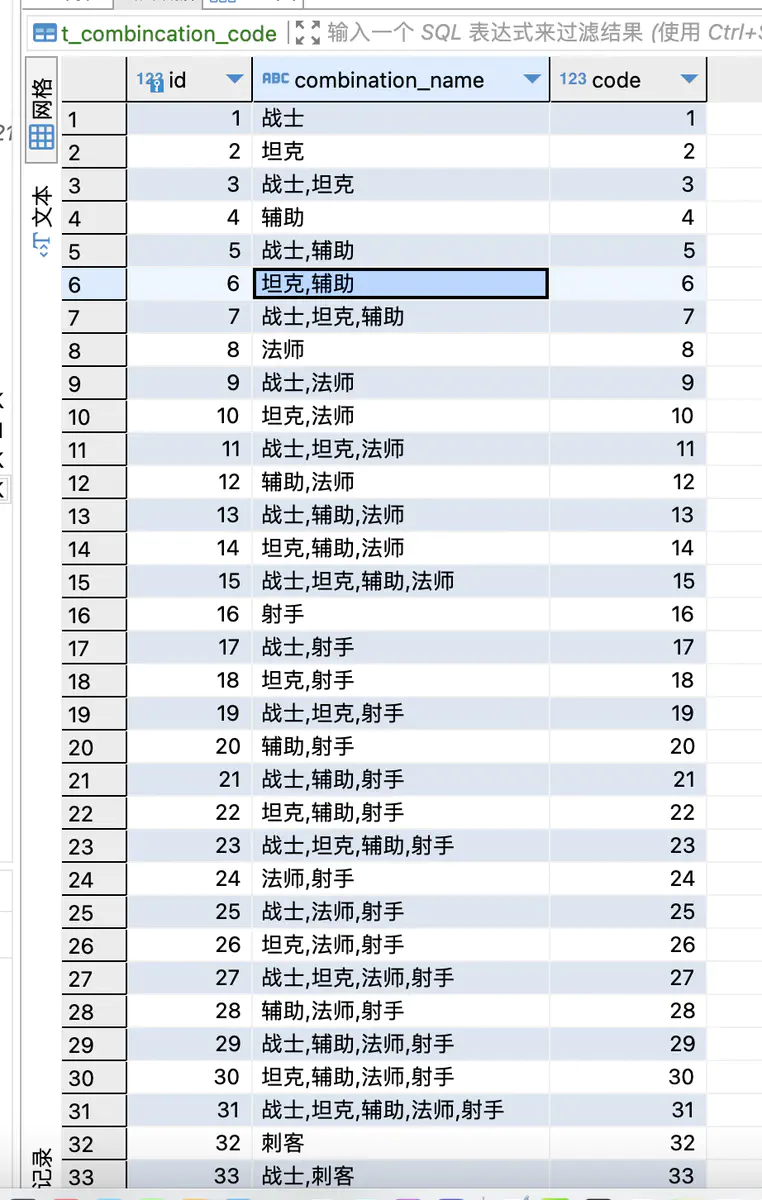 t_combincation_code 输入一个 SQL 表达式来过滤结果 (使用 Ctrl+S
网格
文本
记录
123 id ABC combination_name 123 code
1 1 战士 1
2 2 坦克 2
3 3 战士,坦克 3
4 4 辅助 4
5 5 战士,辅助 5
6 6 坦克,辅助 6
7 7 战士,坦克,辅助 7
8 8 法师 8
9 9 战士,法师 9
10 10 坦克,法师 10
11 11 战士,坦克,法师 11
12 12 辅助,法师 12
13 13 战士,辅助,法师 13
14 14 坦克,辅助,法师 14
15 15 战士,坦克,辅助,法师 15
16 16 射手 16
17 17 战士,射手 17
18 18 坦克,射手 18
19 19 战士,坦克,射手 19
20 20 辅助,射手 20
21 21 战士,辅助,射手 21
22 22 坦克,辅助,射手 22
23 23 战士,坦克,辅助,射手 23
24 24 法师,射手 24
25 25 战士,法师,射手 25
26 26 坦克,法师,射手 26
27 27 战士,坦克,法师,射手 27
28 28 辅助,法师,射手 28
29 29 战士,辅助,法师,射手 29
30 30 坦克,辅助,法师,射手 30
31 31 战士,坦克,辅助,法师,射手 31
32 32 刺客 32
33 33 战士,刺客 33